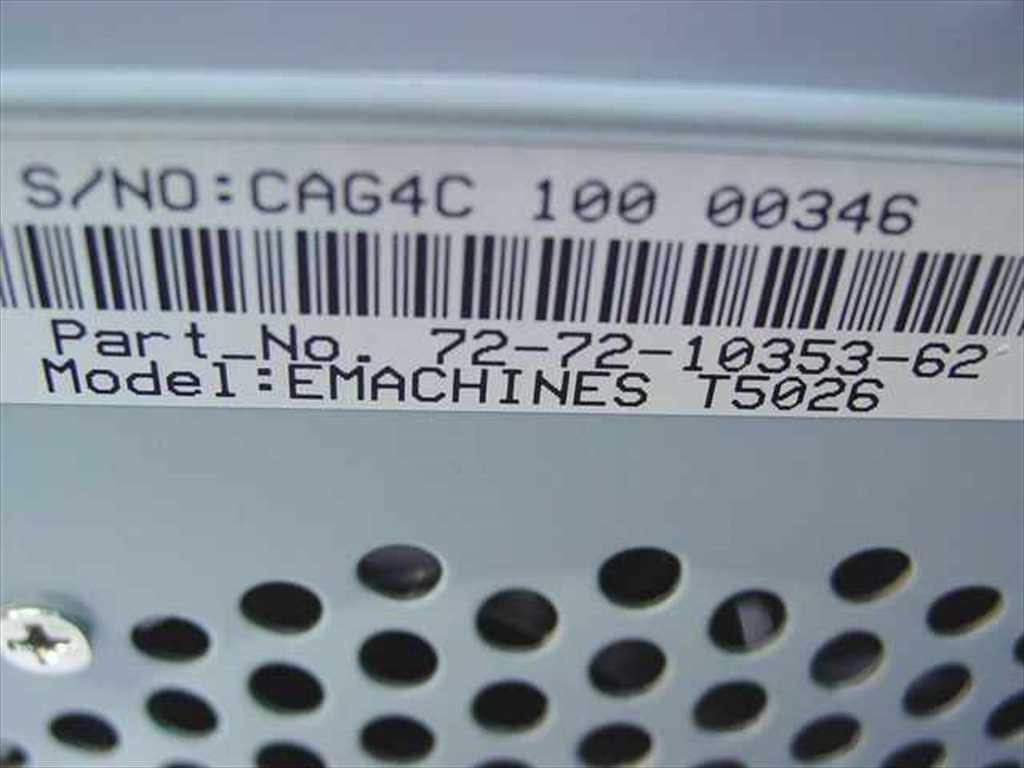 S/NO:CAG4C 100 00346
Part_No. 72-72-10353-62
Model:EMACHINES T5026